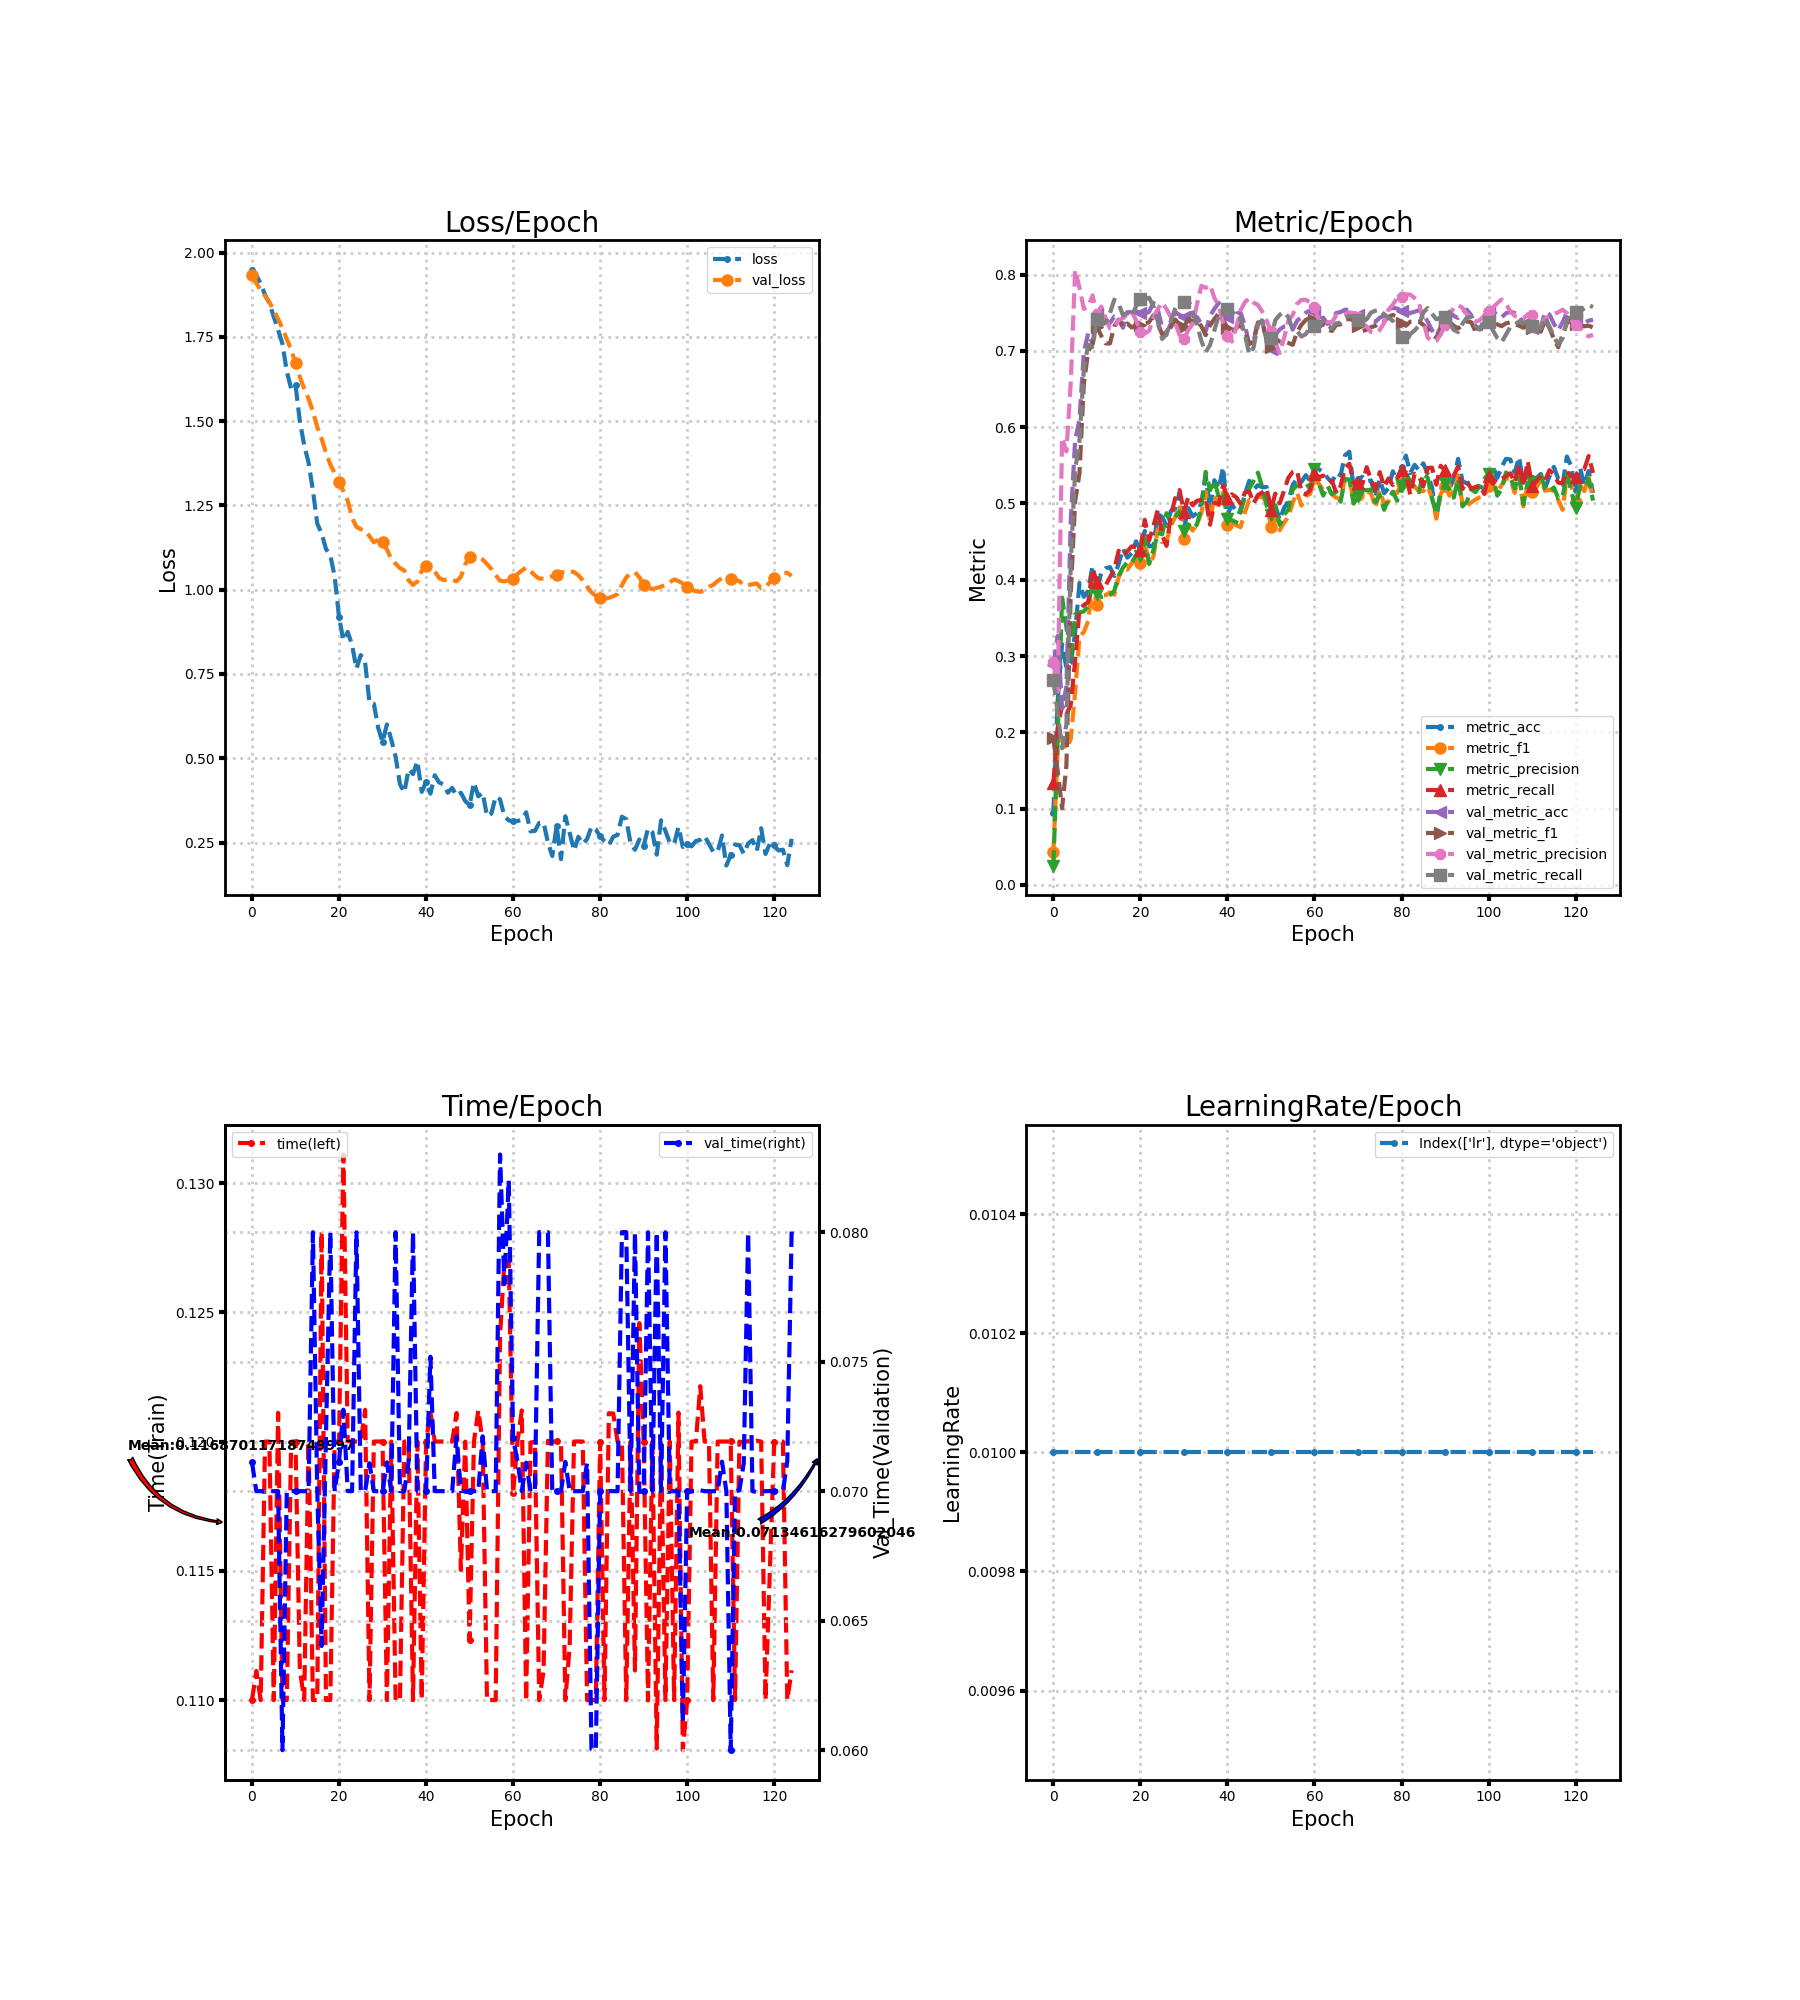 Loss/Epoch
2.00
1.75
1.50
1.25
1.00
0.75
0.50
0.25
Loss
loss
val_loss
0 20 40 60 80 100 120
Epoch
Metric/Epoch
0.8
0.7
0.6
0.5
0.4
0.3
0.2
0.1
0.0
Metric
metric_acc
metric_f1
metric_precision
metric_recall
val_metric_acc
val_metric_f1
val_metric_precision
val_metric_recall
0 20 40 60 80 100 120
Epoch
Time/Epoch
time(left)
val_time(right)
0.130
0.125
0.120
0.115
0.110
Mean:0.11687011718749997
0.080
0.075
0.070
0.065
0.060
Val_Time(Validation)
Mean:0.07134616279602046
0 20 40 60 80 100 120
Epoch
LearningRate/Epoch
Index(['lr'], dtype='object')
0.0104
0.0102
0.0100
0.0098
0.0096
LearningRate
0 20 40 60 80 100 120
Epoch